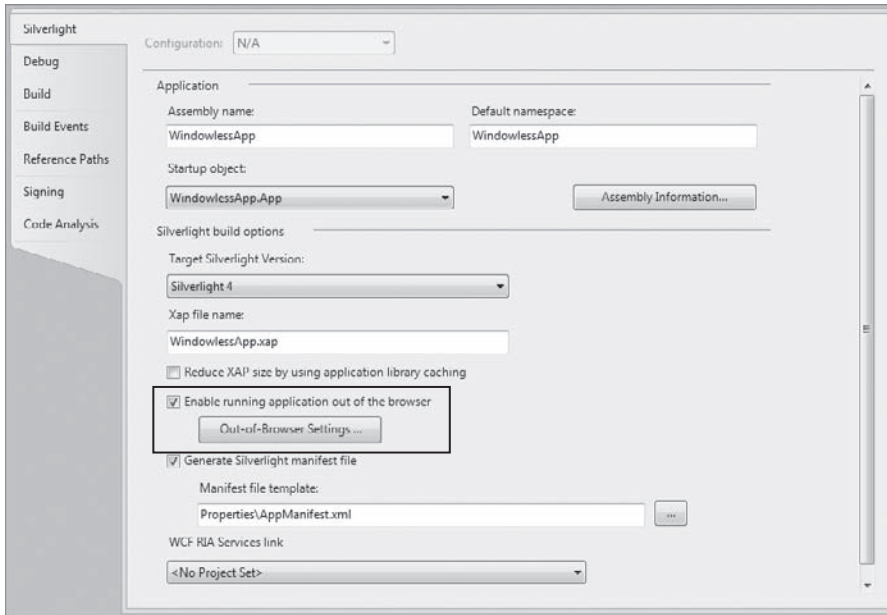 Silverlight
Debug
Build
Build Events
Reference Paths
Signing
Code Analysis
Configuration: N/A
Application
Assembly name:
WindowlessApp
Default namespace:
WindowlessApp
Startup object:
WindowlessApp.App
Assembly Information...
Silverlight build options
Target Silverlight Version:
Silverlight 4
Xap file name:
WindowlessApp.xap
Reduce XAP size by using application library caching
Enable running application out of the browser
Out-of-Browser Settings ...
Generate Silverlight manifest file
Manifest file template:
Properties\AppManifest.xml
...
WCF RIA Services link
<No Project Set>